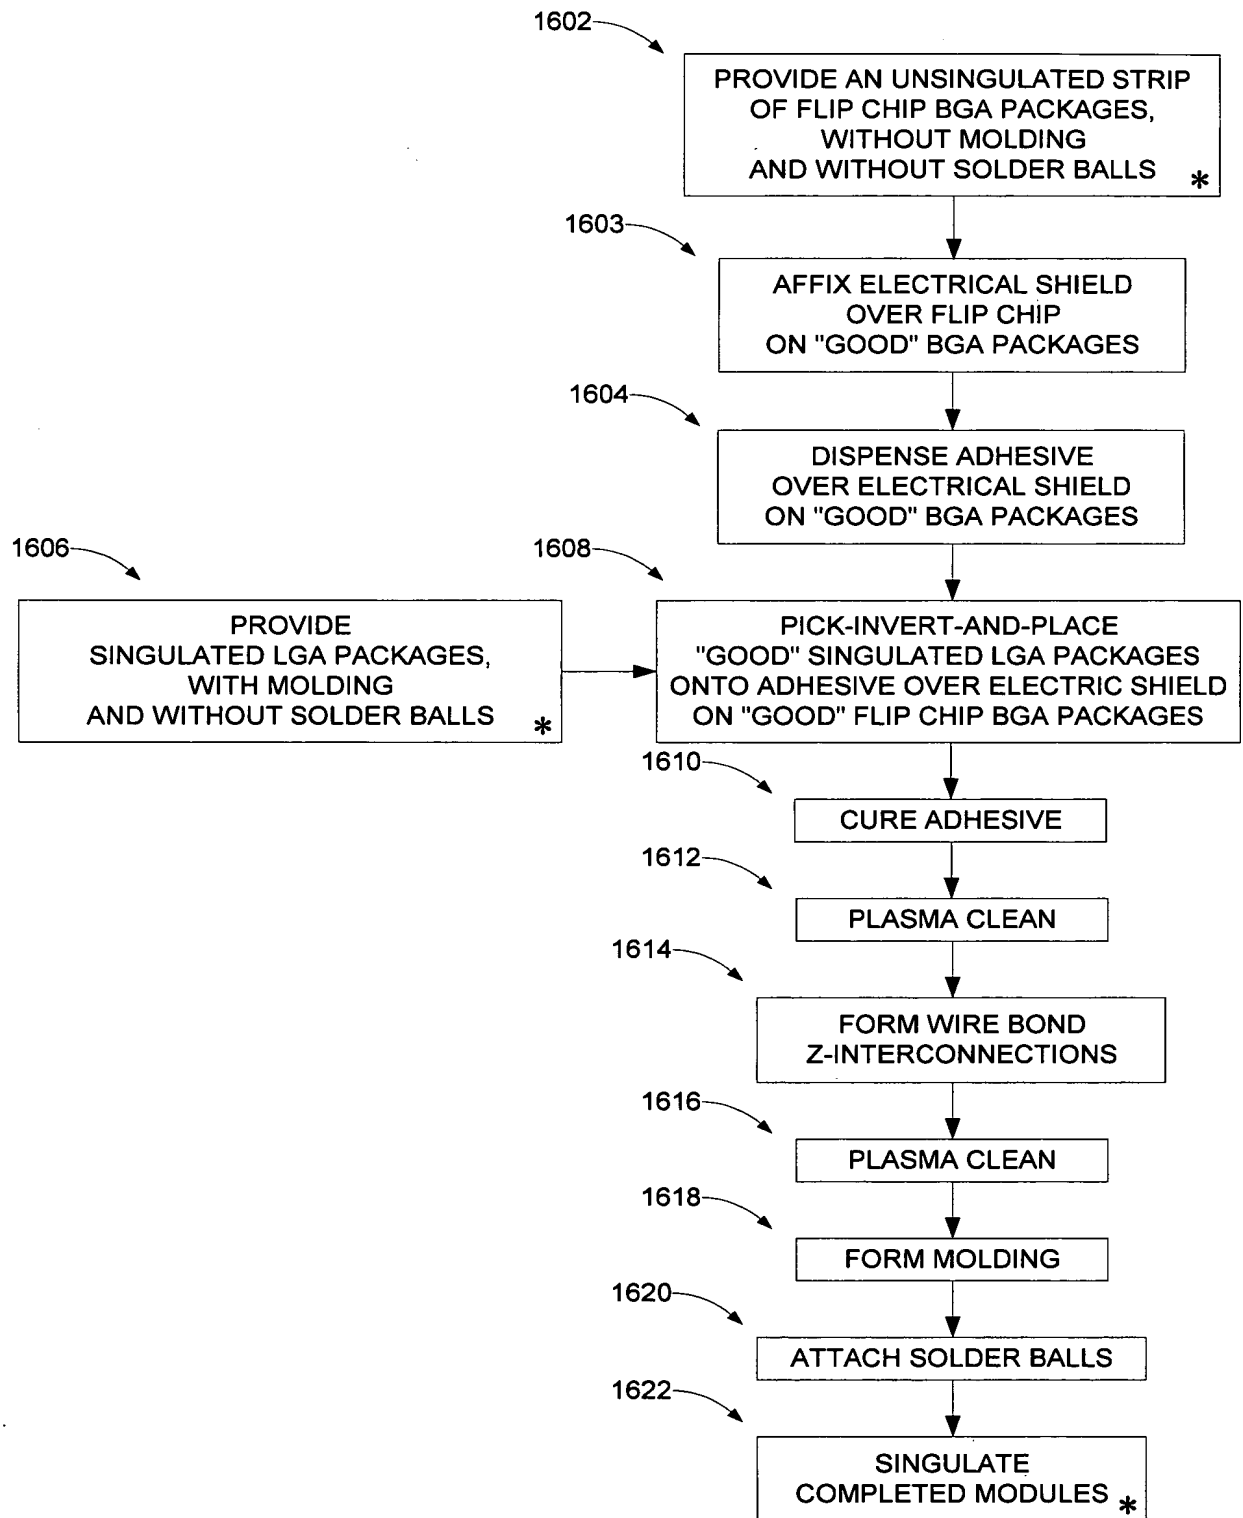 1602
PROVIDE AN UNSINGULATED STRIP
OF FLIP CHIP BGA PACKAGES,
WITHOUT MOLDING
AND WITHOUT SOLDER BALLS *
1603
AFFIX ELECTRICAL SHIELD
OVER FLIP CHIP
ON "GOOD" BGA PACKAGES
1604
DISPENSE ADHESIVE
OVER ELECTRICAL SHIELD
ON "GOOD" BGA PACKAGES
1606
PROVIDE
SINGULATED LGA PACKAGES,
WITH MOLDING
AND WITHOUT SOLDER BALLS *
1608
PICK-INVERT-AND-PLACE
"GOOD" SINGULATED LGA PACKAGES
ONTO ADHESIVE OVER ELECTRIC SHIELD
ON "GOOD" FLIP CHIP BGA PACKAGES
1610
CURE ADHESIVE
1612
PLASMA CLEAN
1614
FORM WIRE BOND
Z-INTERCONNECTIONS
1616
PLASMA CLEAN
1618
FORM MOLDING
1620
ATTACH SOLDER BALLS
1622
SINGULATE
COMPLETED MODULES *